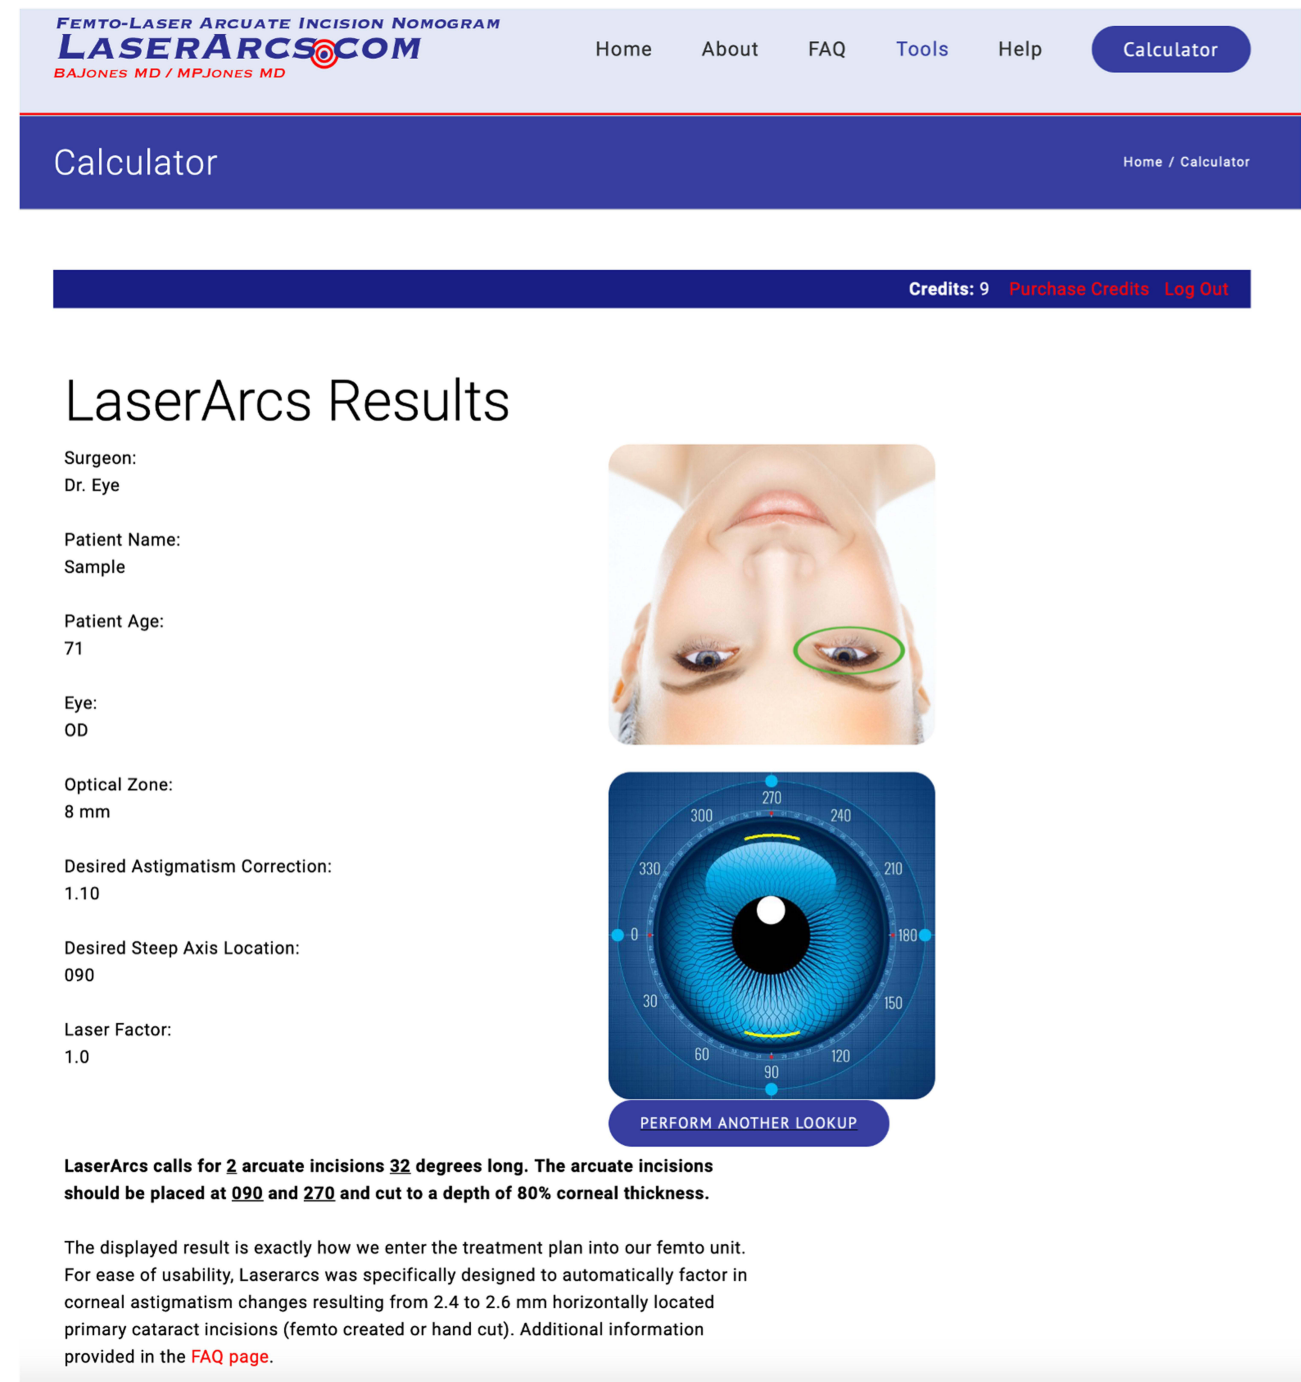 FEMTO-LASER ARCUATE INCISION NOMOGRAM
LASERARCS.COM
BAJONES MD / MPJONES MD
Home About FAQ Tools Help Calculator
Calculator
Home / Calculator
Credits: 9 Purchase Credits Log Out
LaserArcs Results
Surgeon:
Dr. Eye
Patient Name:
Sample
Patient Age:
71
Eye:
OD
Optical Zone:
8 mm
Desired Astigmatism Correction:
1.10
Desired Steep Axis Location:
090
Laser Factor:
1.0
270
300 240
330 210
0 180
30 150
60 120
90
PERFORM ANOTHER LOOKUP
LaserArcs calls for 2 arcuate incisions 32 degrees long. The arcuate incisions
should be placed at 090 and 270 and cut to a depth of 80% corneal thickness.
The displayed result is exactly how we enter the treatment plan into our femto unit.
For ease of usability, Laserarcs was specifically designed to automatically factor in
corneal astigmatism changes resulting from 2.4 to 2.6 mm horizontally located
primary cataract incisions (femto created or hand cut). Additional information
provided in the FAQ page.